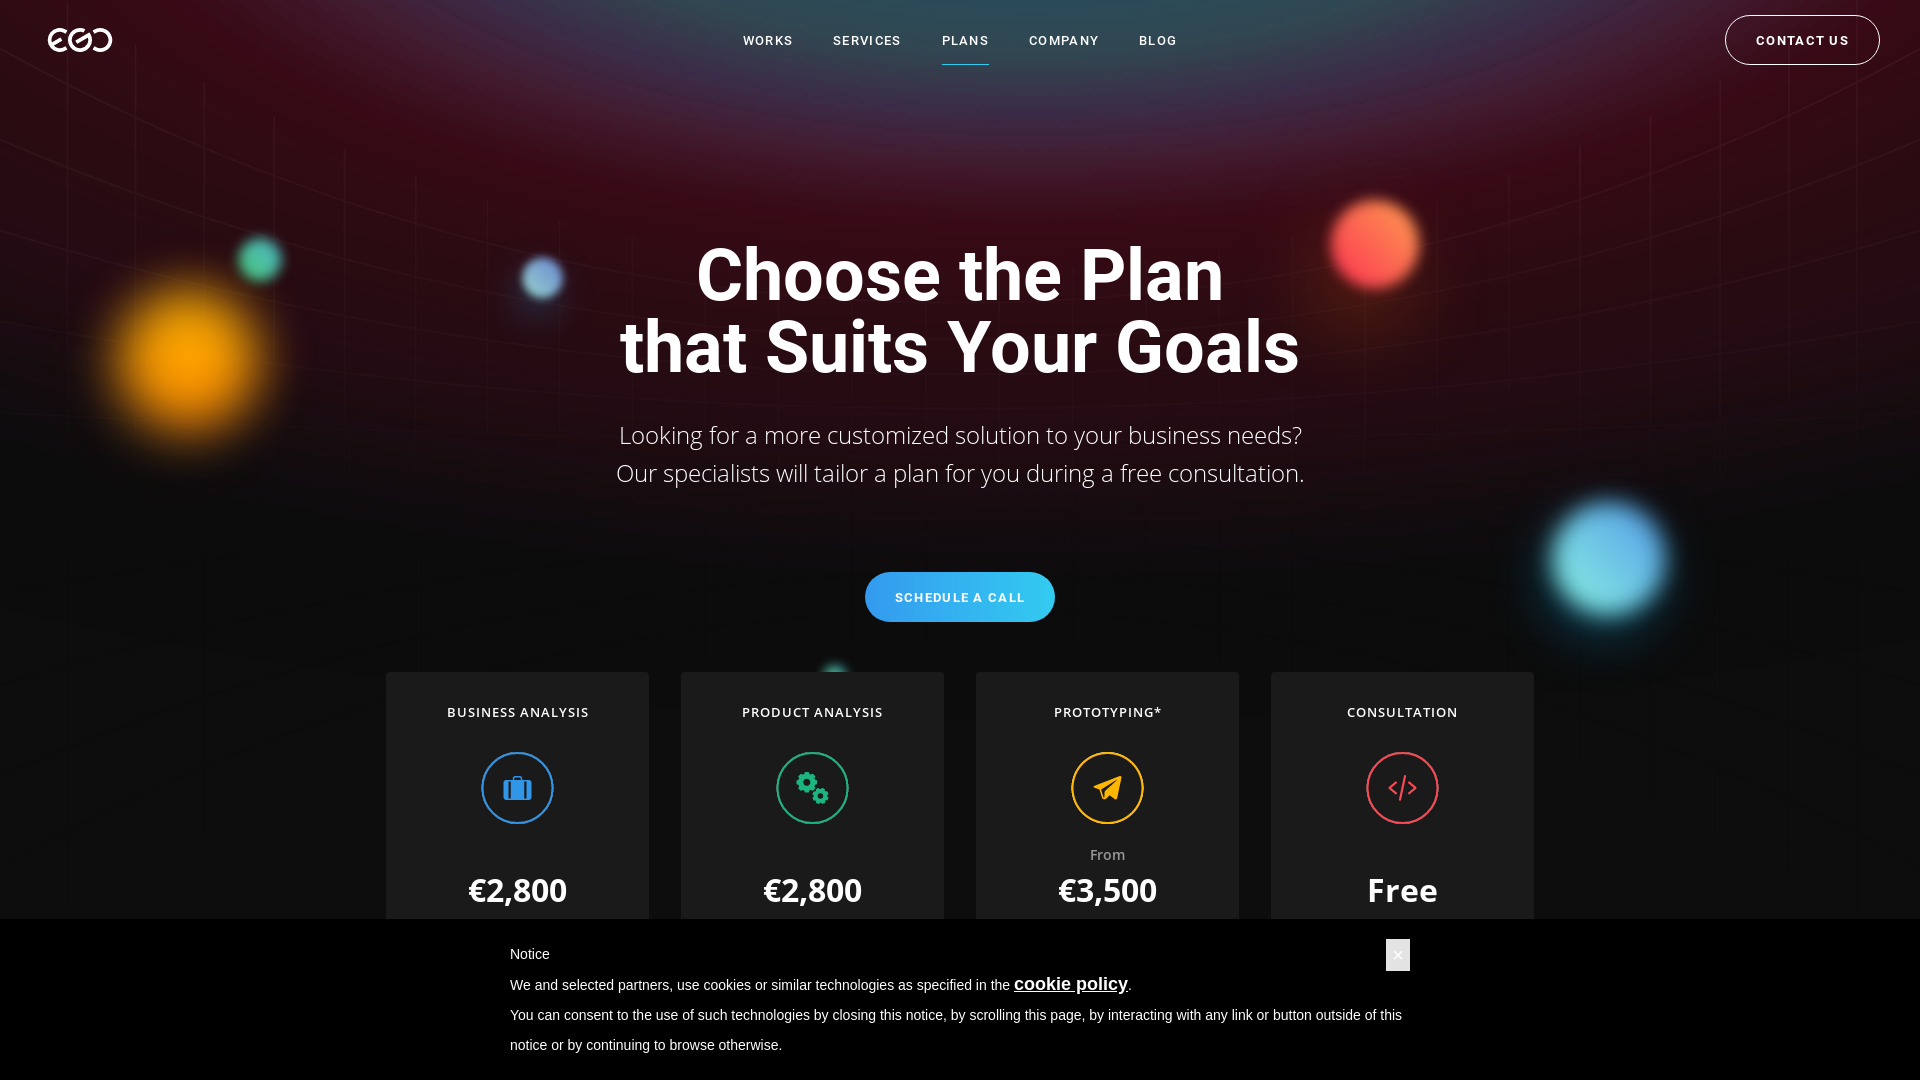 EGO
WORKS
SERVICES
PLANS
COMPANY
BLOG
CONTACT US
Choose the Plan
that Suits Your Goals
Looking for a more customized solution to your business needs?
Our specialists will tailor a plan for you during a free consultation.
SCHEDULE A CALL
BUSINESS ANALYSIS
€2,800
PRODUCT ANALYSIS
€2,800
PROTOTYPING*
From
€3,500
CONSULTATION
Free
Notice
×
We and selected partners, use cookies or similar technologies as specified in the cookie policy.
You can consent to the use of such technologies by closing this notice, by scrolling this page, by interacting with any link or button outside of this
notice or by continuing to browse otherwise.